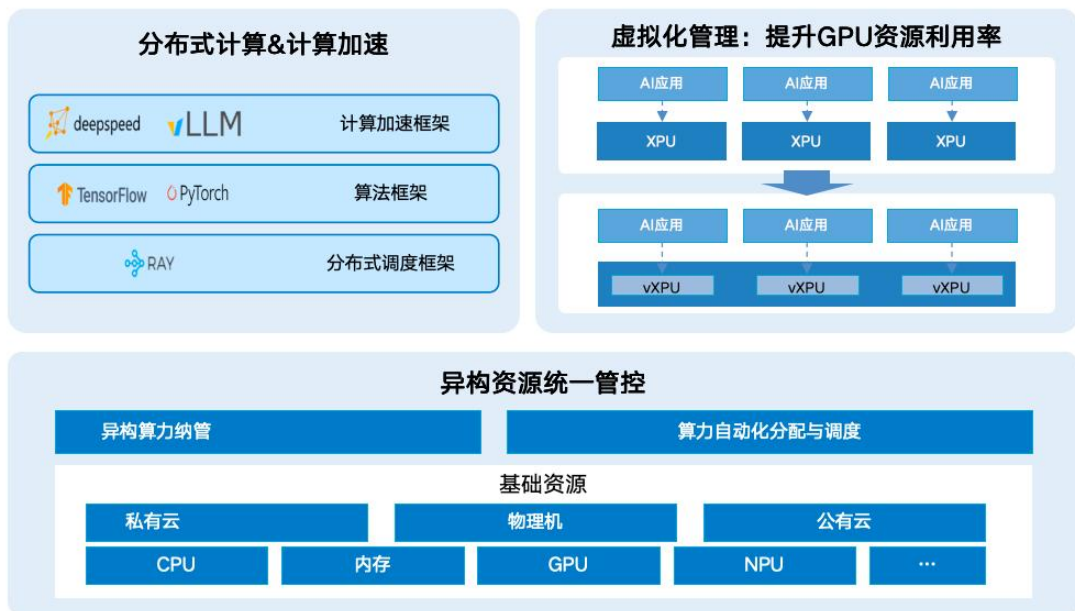 分布式计算&计算加速
deepspeed vLLM 计算加速框架
TensorFlow PyTorch 算法框架
RAY 分布式调度框架
虚拟化管理：提升GPU资源利用率
AI应用 AI应用 AI应用
XPU XPU XPU
AI应用 AI应用 AI应用
vXPU vXPU vXPU
异构资源统一管控
异构算力纳管 算力自动化分配与调度
基础资源
私有云 物理机 公有云
CPU 内存 GPU NPU …